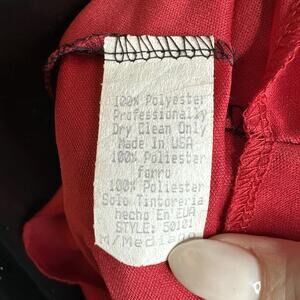 100% Polyester
Professionally
Dry Clean Only
Made In USA
100% Poliester
forro
100% Poliester
Solo Tintoreria
hecho En EUA
STYLE: 50101
M/Median